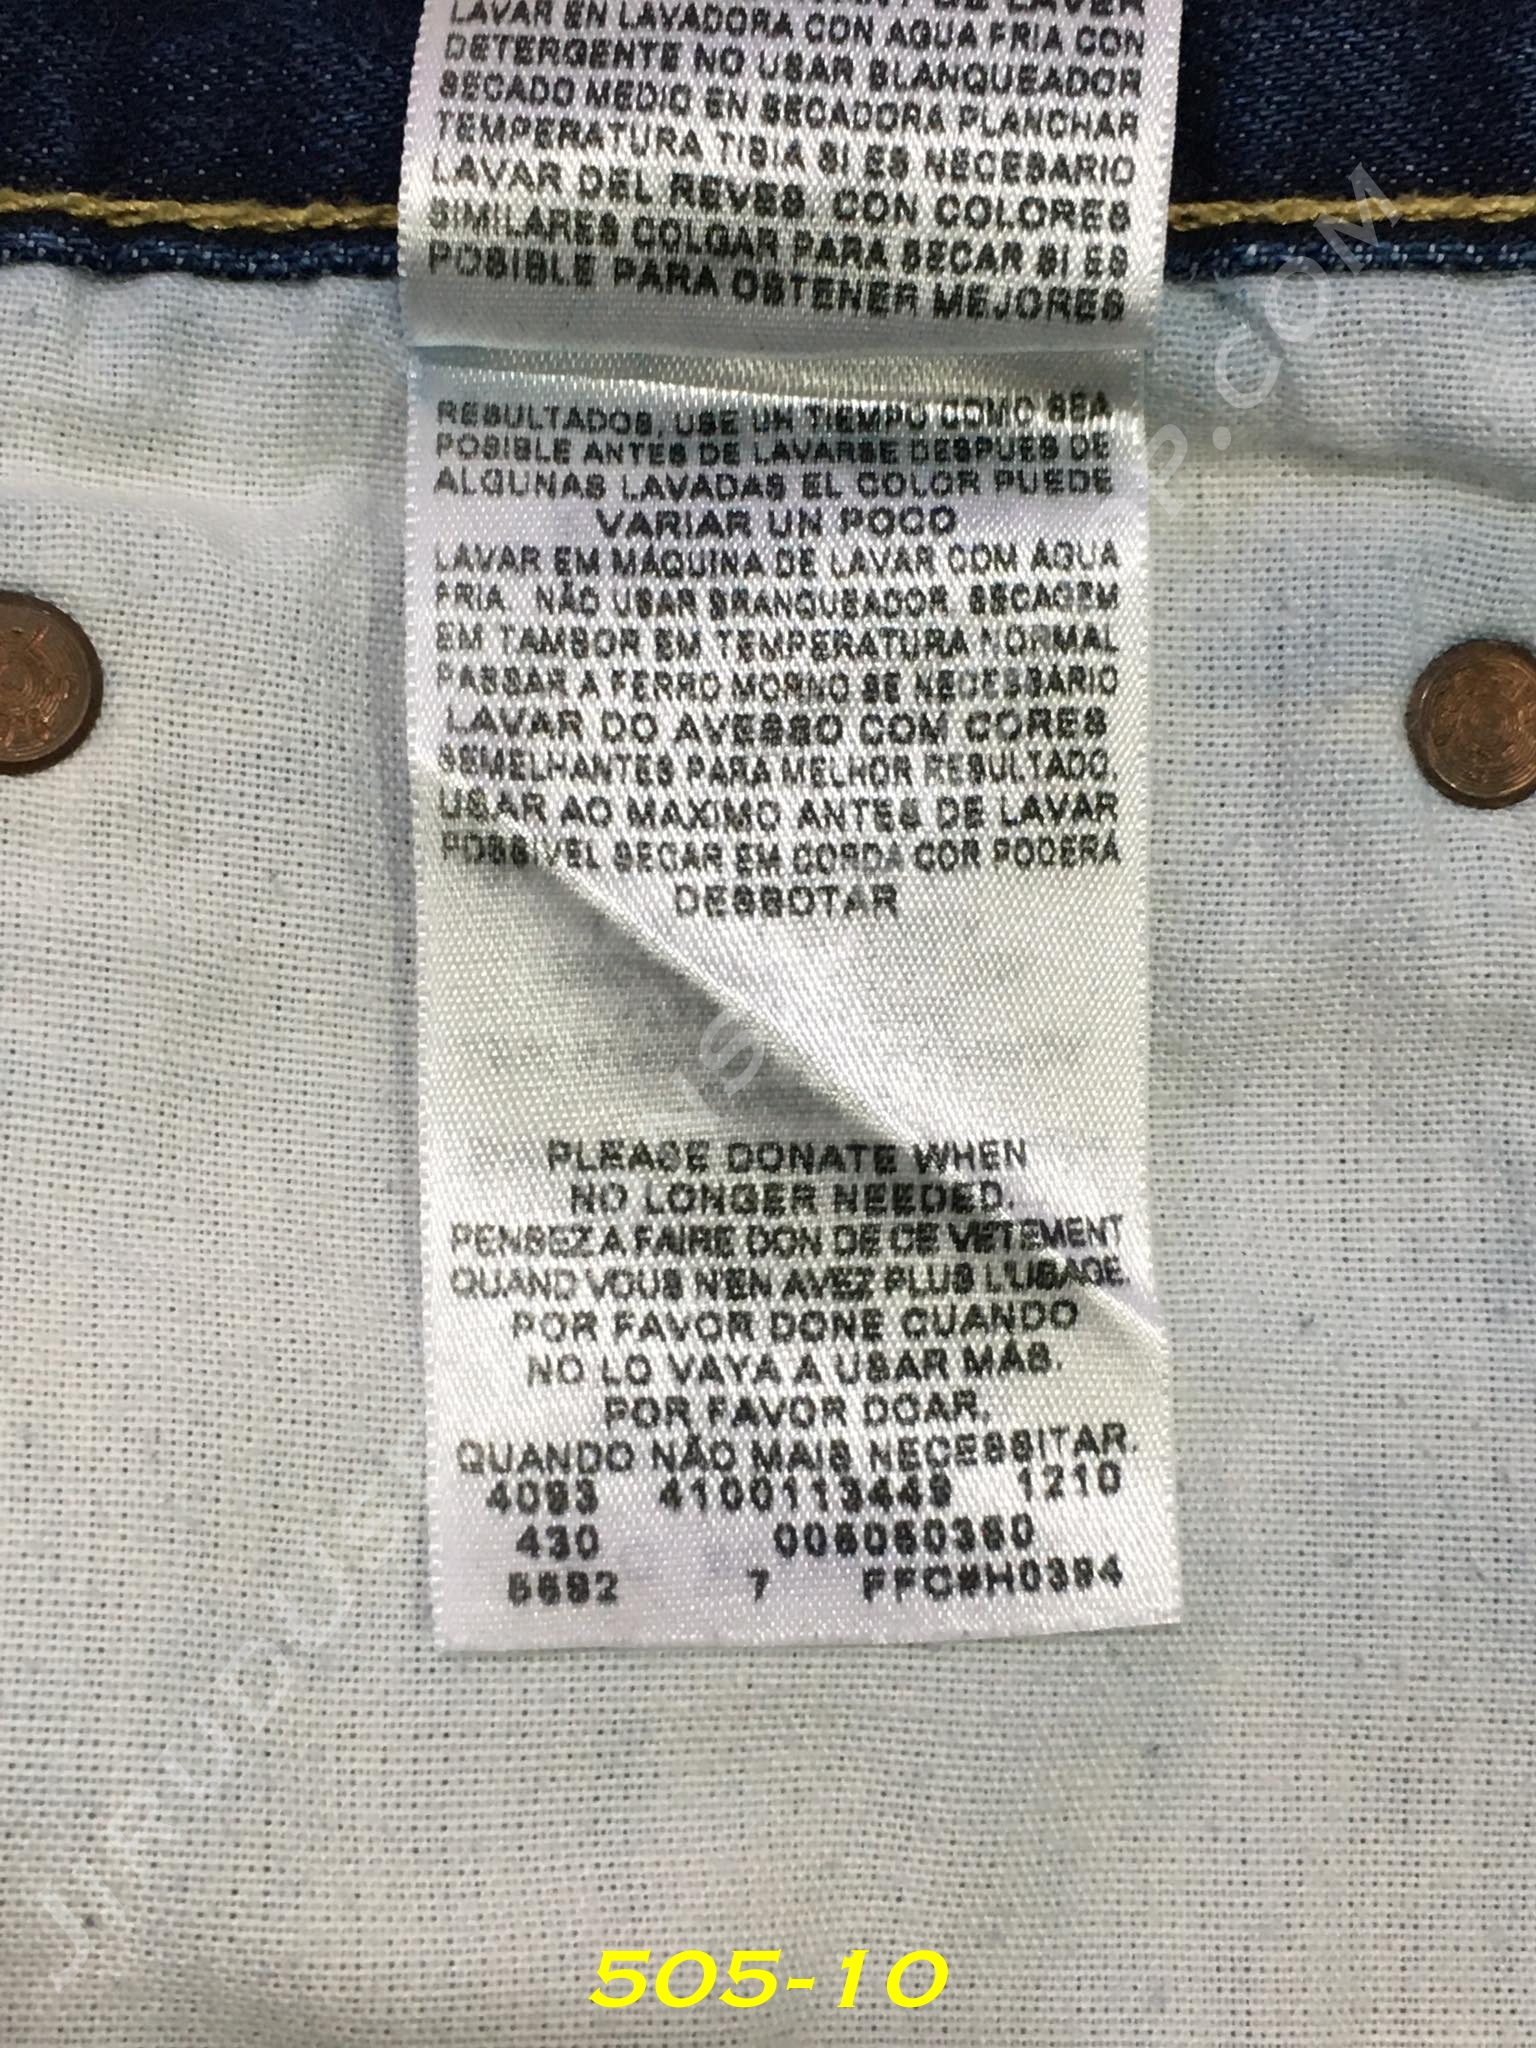 LAVAR EN LAVADORA CON AGUA FRIA CON
DETERGENTE NO USAR BLANQUEADOR
SECADO MEDIO EN SECADORA PLANCHAR
TEMPERATURA TIBIA SI ES NECESARIO
LAVAR DEL REVES, CON COLORES
SIMILARES COLGAR PARA SECAR SI ES
POSIBLE PARA OBTENER MEJORES
RESULTADOS, USE UN TIEMPO COMO SEA
POSIBLE ANTES DE LAVARSE DESPUES DE
ALGUNAS LAVADAS EL COLOR PUEDE
VARIAR UN POCO
LAVAR EM MÁQUINA DE LAVAR COM ÁGUA
FRIA. NÃO USAR BRANQUEADOR. SECAGEM
EM TAMBOR EM TEMPERATURA NORMAL
PASSAR A FERRO MORNO SE NECESSÁRIO
LAVAR DO AVESSO COM CORES
SEMELHANTES PARA MELHOR RESULTADO,
USAR AO MAXIMO ANTES DE LAVAR
POSSIVEL SECAR EM CORDA COR PODERÁ
DESBOTAR
PLEASE DONATE WHEN
NO LONGER NEEDED.
PENSEZ A FAIRE DON DE CE VETEMENT
QUAND VOUS N'EN AVEZ PLUS L'USAGE.
POR FAVOR DONE CUANDO
NO LO VAYA A USAR MÁS.
POR FAVOR DOAR,
QUANDO NÃO MAIS NECESSITAR.
4093 4100113449 1210
430 005050360
5692 7 FFC#H0394
505-10